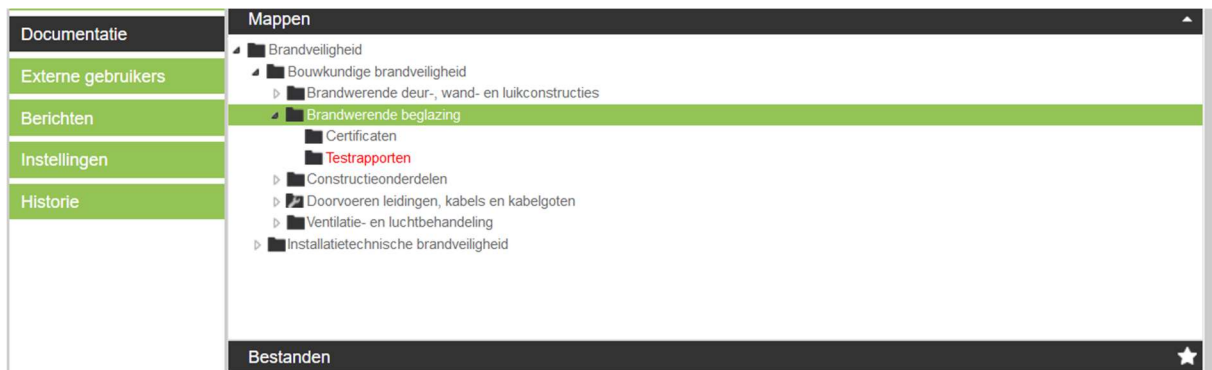 Documentatie
Externe gebruikers
Berichten
Instellingen
Historie
Mappen
Brandveiligheid
Bouwkundige brandveiligheid
Brandwerende deur-, wand- en luikconstructies
Brandwerende beglazing
Certificaten
Testrapporten
Constructieonderdelen
Doorvoeren leidingen, kabels en kabelgoten
Ventilatie- en luchtbehandeling
Installatietechnische brandveiligheid
Bestanden